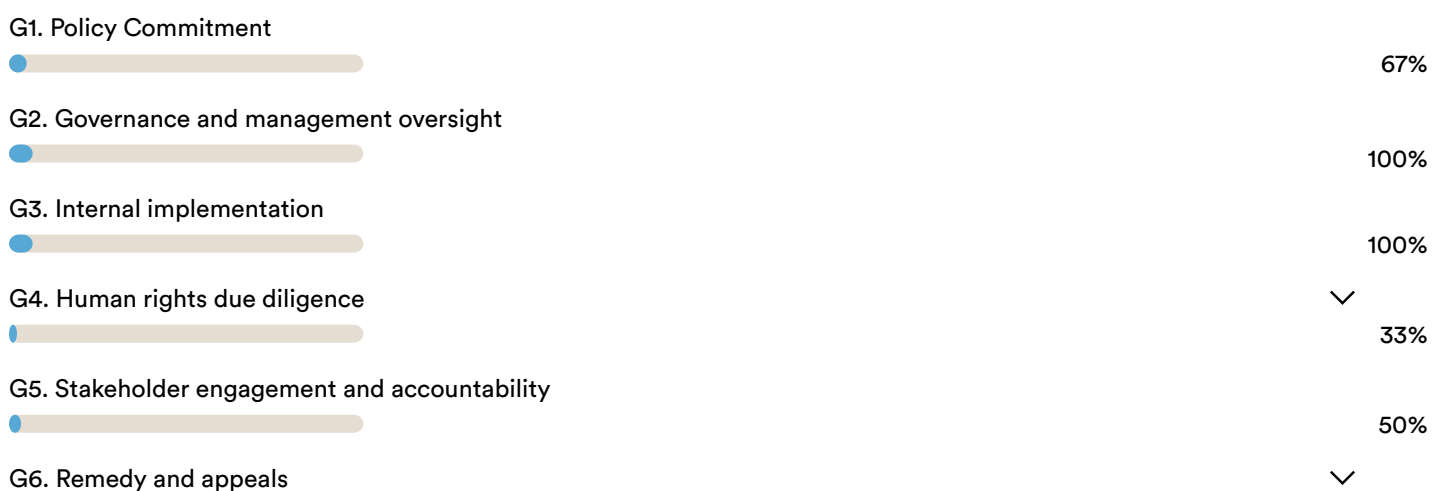 G1. Policy Commitment
67%
G2. Governance and management oversight
100%
G3. Internal implementation
100%
G4. Human rights due diligence
33%
G5. Stakeholder engagement and accountability
50%
G6. Remedy and appeals